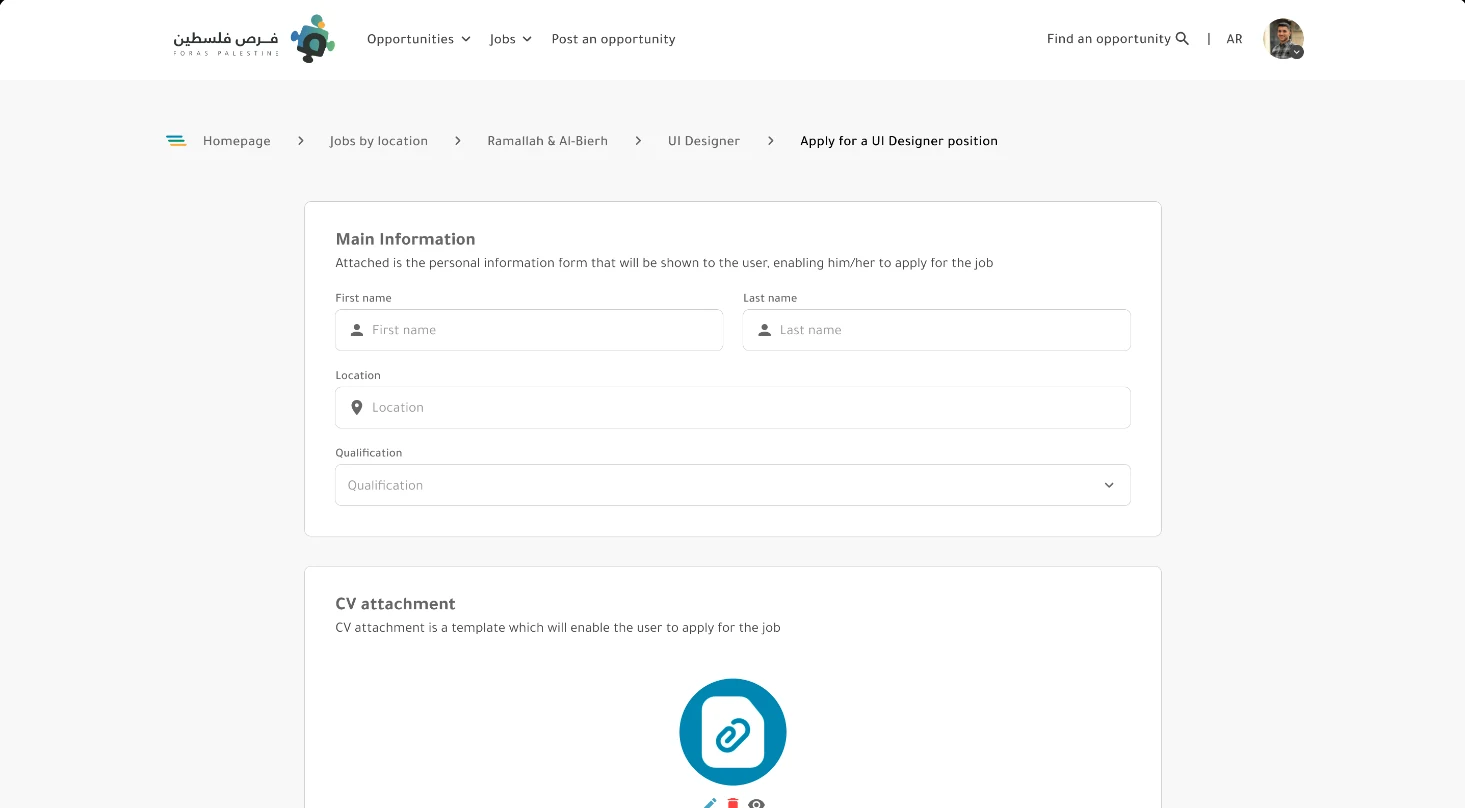 فرص فلسطين
FORAS PALESTINE
Opportunities Jobs Post an opportunity
Find an opportunity | AR
Homepage > Jobs by location > Ramallah & Al-Bierh > UI Designer > Apply for a UI Designer position
Main Information
Attached is the personal information form that will be shown to the user, enabling him/her to apply for the job
First name Last name
First name Last name
Location
Location
Qualification
Qualification
CV attachment
CV attachment is a template which will enable the user to apply for the job